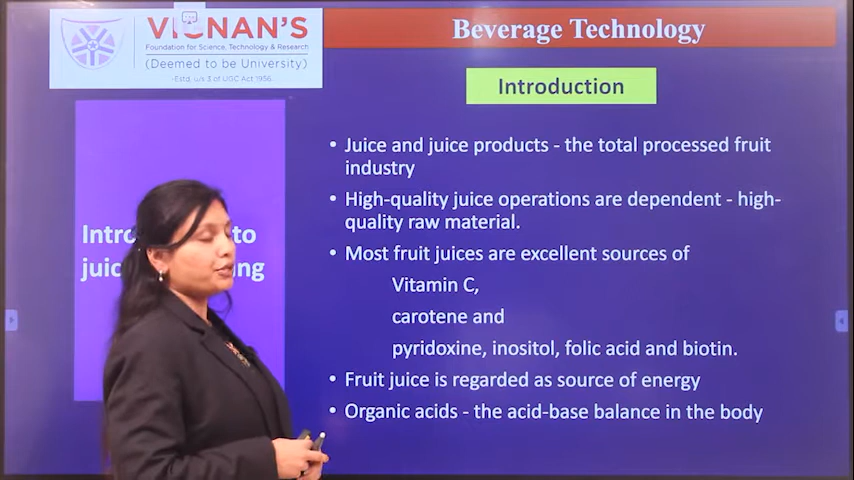 VIGNAN'S
Foundation for Science, Technology & Research
(Deemed to be University)
-Estd. u/s 3 of UGC Act 1956
Beverage Technology
Introduction
to
• Juice and juice products - the total processed fruit
industry
• High-quality juice operations are dependent - high-
quality raw material.
• Most fruit juices are excellent sources of
Vitamin C,
carotene and
pyridoxine, inositol, folic acid and biotin.
• Fruit juice is regarded as source of energy
• Organic acids - the acid-base balance in the body